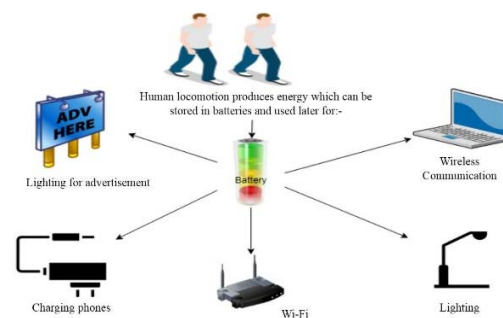 Human locomotion produces energy which can be
stored in batteries and used later for:-
ADV
HERE
Battery
Lighting for advertisement
Wireless
Communication
Charging phones
Wi-Fi
Lighting